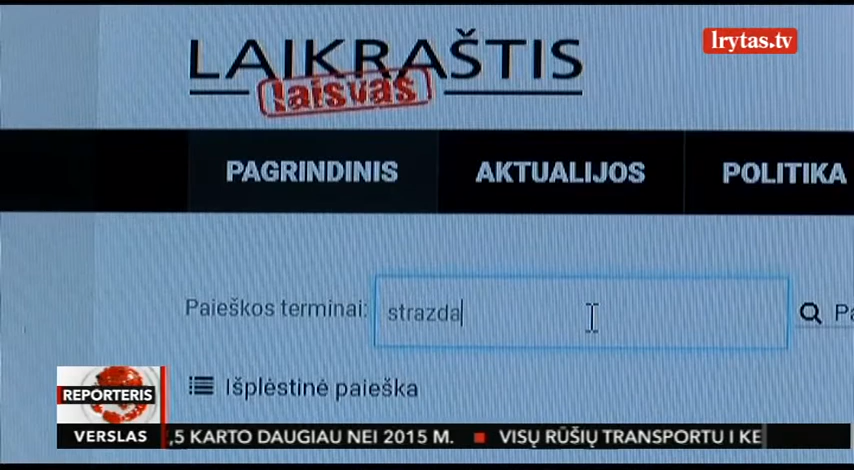 lrytas.tv
LAIKRAŠTIS
laisvas
PAGRINDINIS AKTUALIJOS POLITIKA
Paieškos terminai: strazda
Išplėstinė paieška
REPORTERIS
VERSLAS ,5 KARTO DAUGIAU NEI 2015 M. VISŲ RŪŠIŲ TRANSPORTU I